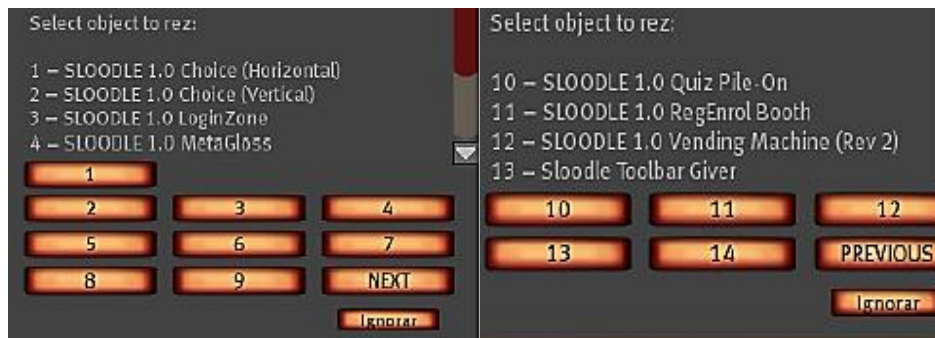 Select object to rez:
1 – SLOODLE 1.0 Choice (Horizontal)
2 – SLOODLE 1.0 Choice (Vertical)
3 – SLOODLE 1.0 LoginZone
4 – SLOODLE 1.0 MetaGloss
1
2 3 4
5 6 7
8 9 NEXT
Ignorar
Select object to rez:
10 – SLOODLE 1.0 Quiz Pile-On
11 – SLOODLE 1.0 RegEnrol Booth
12 – SLOODLE 1.0 Vending Machine (Rev 2)
13 – Sloodle Toolbar Giver
10 11 12
13 14 PREVIOUS
Ignorar